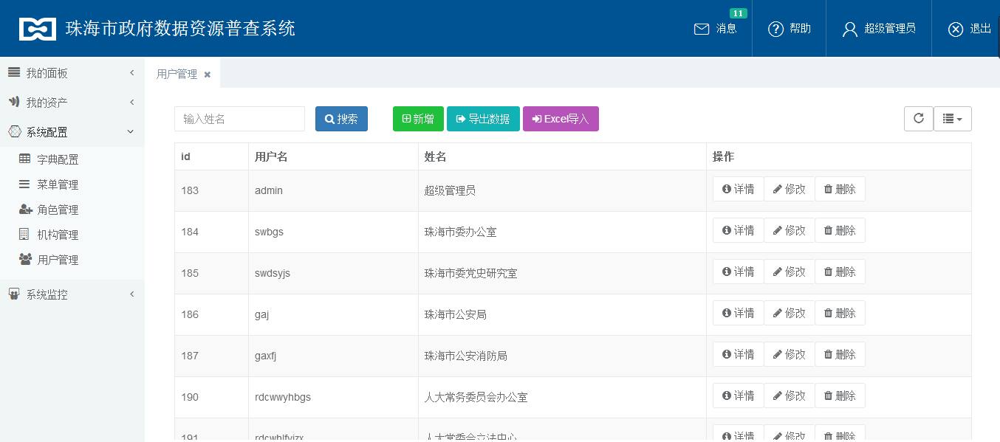 珠海市政府数据资源普查系统
11
消息
帮助
超级管理员
退出
我的面板
我的资产
系统配置
字典配置
菜单管理
角色管理
机构管理
用户管理
系统监控
用户管理
输入姓名 搜索 新增 导出数据 Excel导入
id 用户名 姓名 操作
183 admin 超级管理员 详情 修改 删除
184 swbgs 珠海市委办公室 详情 修改 删除
185 swdsyjs 珠海市委党史研究室 详情 修改 删除
186 gaj 珠海市公安局 详情 修改 删除
187 gaxfj 珠海市公安消防局 详情 修改 删除
190 rdcwwyhbgs 人大常务委员会办公室 详情 修改 删除
191 人大常委会立法中心 详情 修改 删除